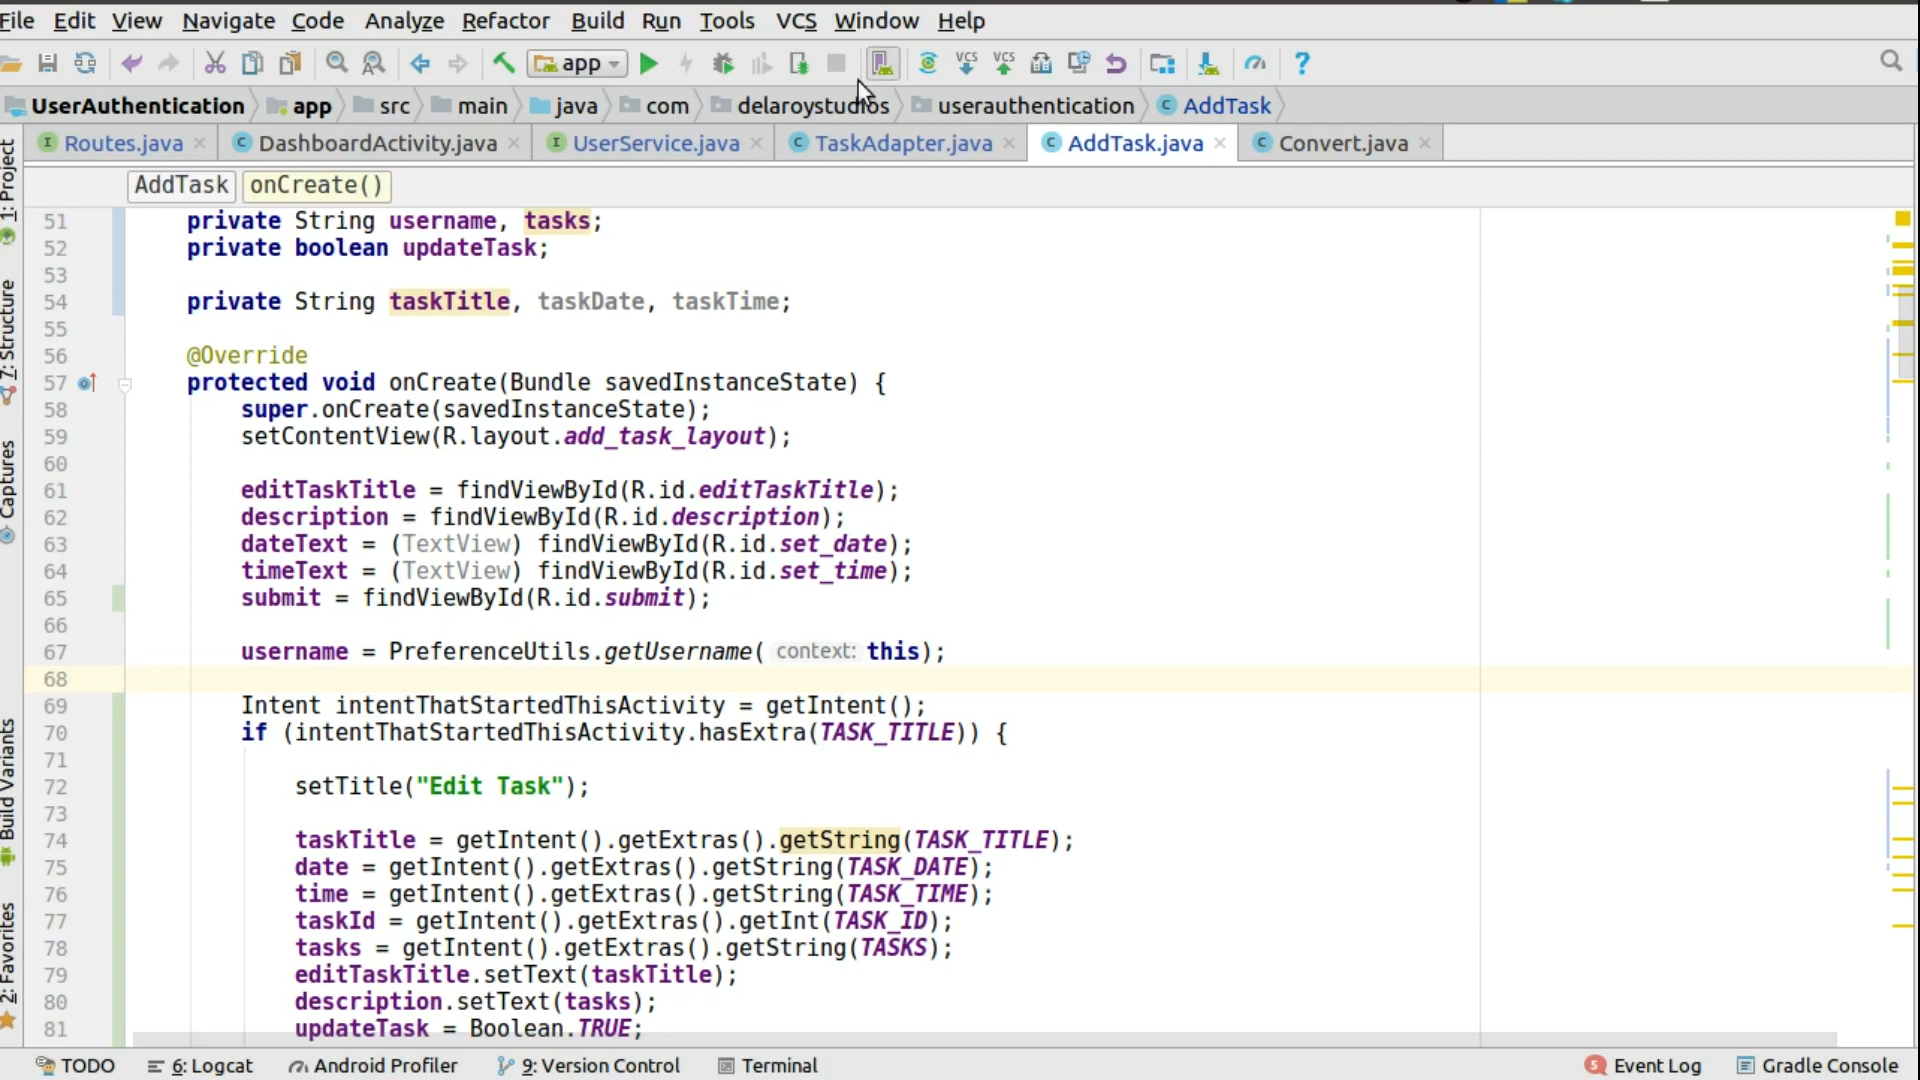 File Edit View Navigate Code Analyze Refactor Build Run Tools VCS Window Help
app VCS VCS ?
UserAuthentication app src main java com delaroystudios userauthentication C AddTask
I Routes.java C DashboardActivity.java I UserService.java C TaskAdapter.java C AddTask.java C Convert.java
AddTask onCreate()
51 private String username, tasks;
52 private boolean updateTask;
53
54 private String taskTitle, taskDate, taskTime;
55
56 @Override
57 protected void onCreate(Bundle savedInstanceState) {
58 super.onCreate(savedInstanceState);
59 setContentView(R.layout.add_task_layout);
60
61 editTaskTitle = findViewById(R.id.editTaskTitle);
62 description = findViewById(R.id.description);
63 dateText = (TextView) findViewById(R.id.set_date);
64 timeText = (TextView) findViewById(R.id.set_time);
65 submit = findViewById(R.id.submit);
66
67 username = PreferenceUtils.getUsername( context: this);
68
69 Intent intentThatStartedThisActivity = getIntent();
70 if (intentThatStartedThisActivity.hasExtra(TASK_TITLE)) {
71
72 setTitle("Edit Task");
73
74 taskTitle = getIntent().getExtras().getString(TASK_TITLE);
75 date = getIntent().getExtras().getString(TASK_DATE);
76 time = getIntent().getExtras().getString(TASK_TIME);
77 taskId = getIntent().getExtras().getInt(TASK_ID);
78 tasks = getIntent().getExtras().getString(TASKS);
79 editTaskTitle.setText(taskTitle);
80 description.setText(tasks);
81 updateTask = Boolean.TRUE;
1: Project
7: Structure
Captures
Build Variants
2: Favorites
TODO 6: Logcat Android Profiler 9: Version Control Terminal 5 Event Log Gradle Console